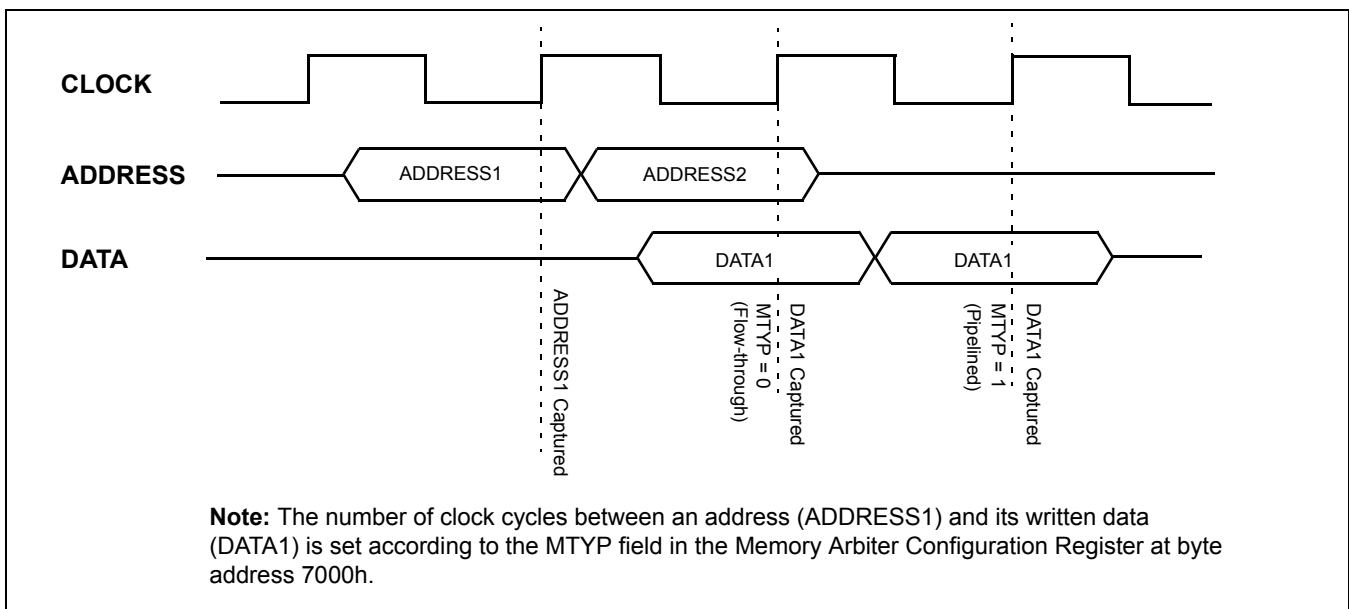 CLOCK
ADDRESS
ADDRESS1
ADDRESS2
DATA
DATA1
DATA1
ADDRESS1 Captured
DATA1 Captured
MTYP = 0
(Flow-through)
DATA1 Captured
MTYP = 1
(Pipelined)
Note: The number of clock cycles between an address (ADDRESS1) and its written data
(DATA1) is set according to the MTYP field in the Memory Arbiter Configuration Register at byte
address 7000h.